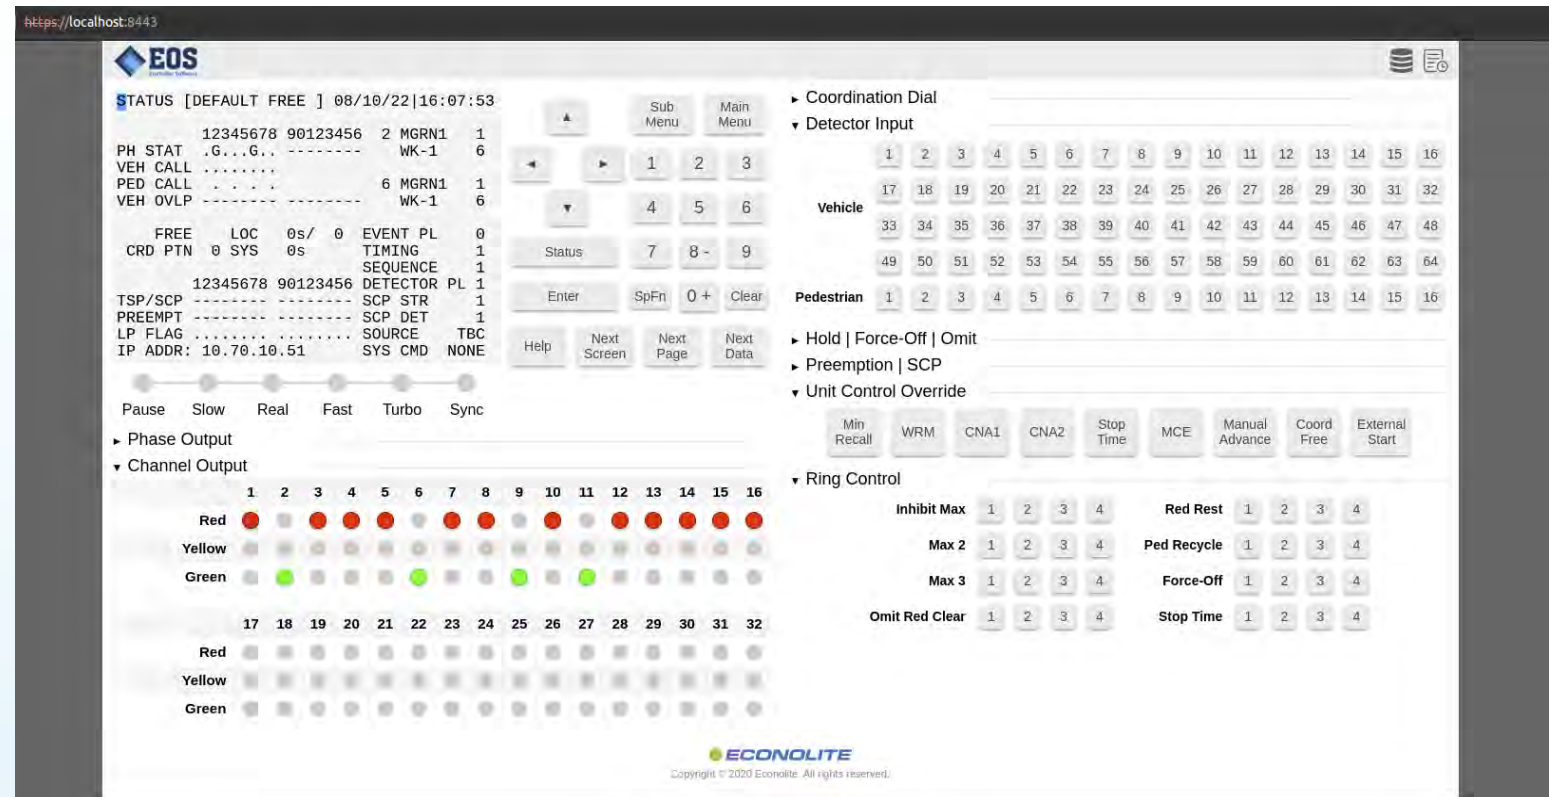 https://localhost:8443
EOS
STATUS [DEFAULT FREE ] 08/10/22|16:07:53
12345678 90123456 2 MGRN1 1
PH STAT .G...G.. -------- WK-1 6
VEH CALL ........
PED CALL . . . . 6 MGRN1 1
VEH OVLP -------- -------- WK-1 6
FREE LOC 0s/ 0 EVENT PL 0
CRD PTN 0 SYS 0s TIMING 1
SEQUENCE 1
12345678 90123456 DETECTOR PL 1
TSP/SCP -------- -------- SCP STR 1
PREEMPT -------- -------- SCP DET 1
LP FLAG ........ ........ SOURCE TBC
IP ADDR: 10.70.10.51 SYS CMD NONE
Pause Slow Real Fast Turbo Sync
▲ Sub Menu Main Menu
◄ ► 1 2 3
▼ 4 5 6
Status 7 8 - 9
Enter SpFn 0 + Clear
Help Next Screen Next Page Next Data
► Phase Output
▼ Channel Output
1 2 3 4 5 6 7 8 9 10 11 12 13 14 15 16
Red
Yellow
Green
17 18 19 20 21 22 23 24 25 26 27 28 29 30 31 32
Red
Yellow
Green
► Coordination Dial
▼ Detector Input
1 2 3 4 5 6 7 8 9 10 11 12 13 14 15 16
17 18 19 20 21 22 23 24 25 26 27 28 29 30 31 32
Vehicle
33 34 35 36 37 38 39 40 41 42 43 44 45 46 47 48
49 50 51 52 53 54 55 56 57 58 59 60 61 62 63 64
Pedestrian 1 2 3 4 5 6 7 8 9 10 11 12 13 14 15 16
► Hold | Force-Off | Omit
► Preemption | SCP
▼ Unit Control Override
Min Recall WRM CNA1 CNA2 Stop Time MCE Manual Advance Coord Free External Start
▼ Ring Control
Inhibit Max 1 2 3 4 Red Rest 1 2 3 4
Max 2 1 2 3 4 Ped Recycle 1 2 3 4
Max 3 1 2 3 4 Force-Off 1 2 3 4
Omit Red Clear 1 2 3 4 Stop Time 1 2 3 4
ECONOLITE
Copyright © 2020 Econolite. All rights reserved.